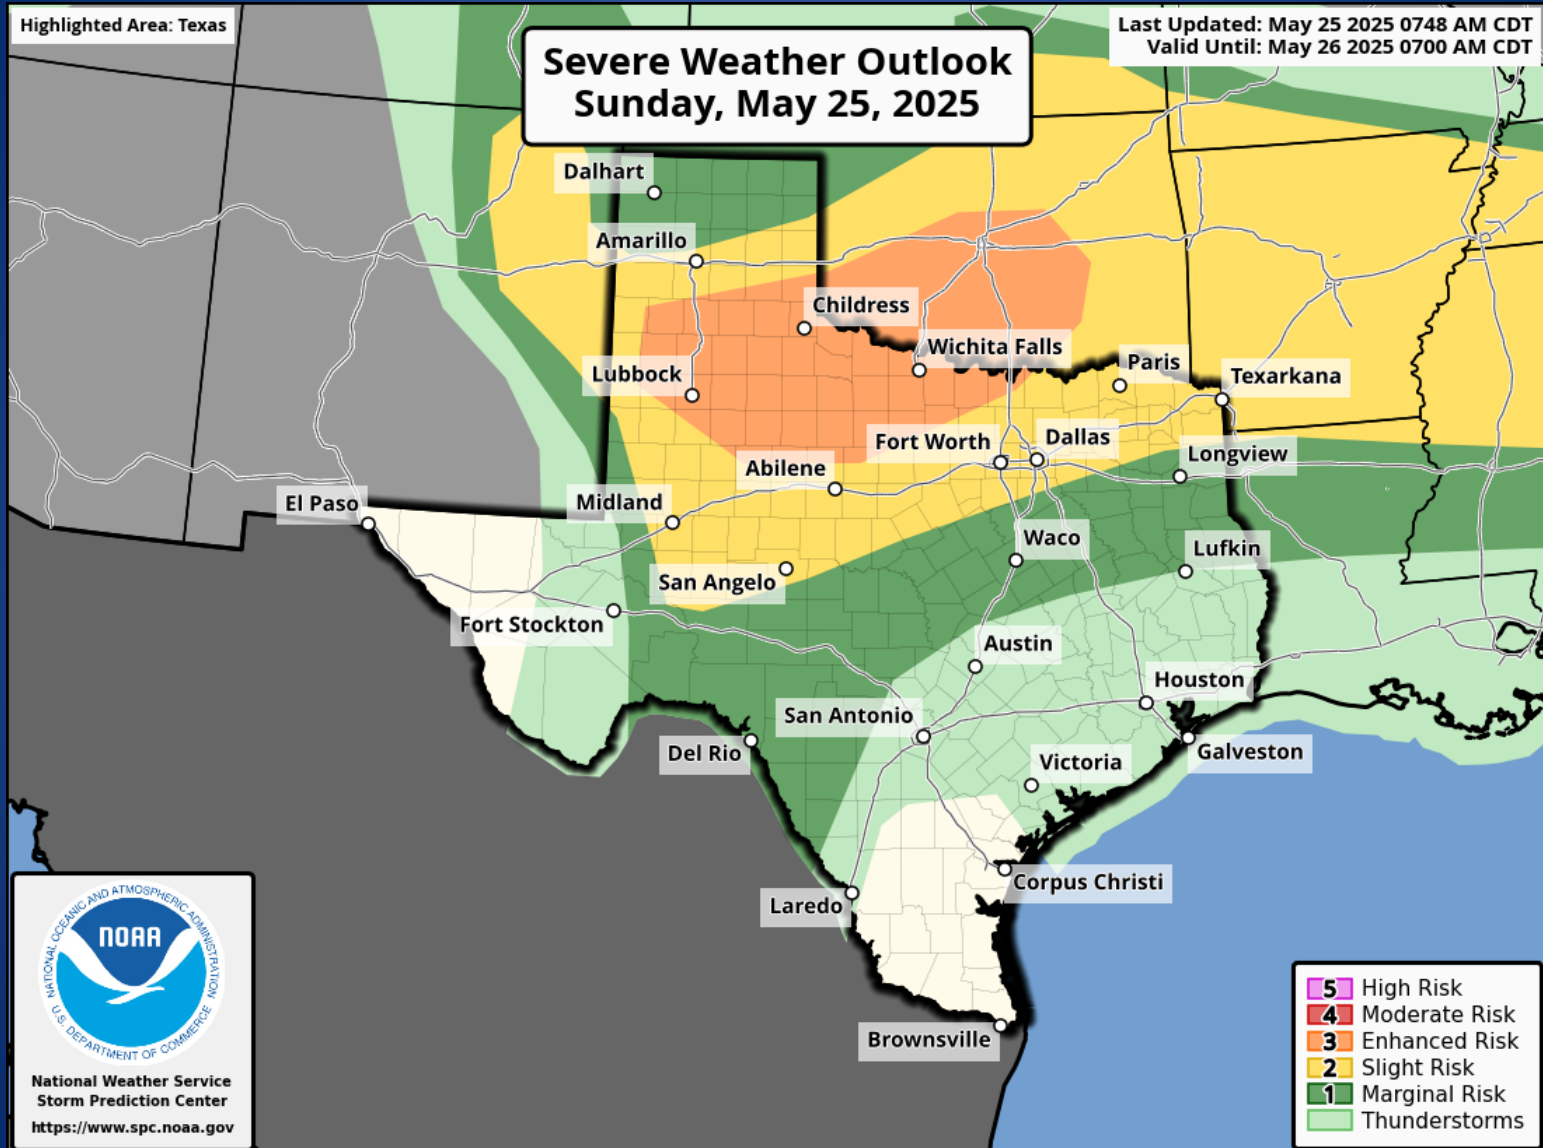 Highlighted Area: Texas
Severe Weather Outlook
Sunday, May 25, 2025
Last Updated: May 25 2025 0748 AM CDT
Valid Until: May 26 2025 0700 AM CDT
Dalhart
Amarillo
Childress
Wichita Falls
Paris
Lubbock
Texarkana
Fort Worth
Dallas
Abilene
Longview
El Paso
Midland
Waco
Lufkin
San Angelo
Fort Stockton
Austin
Houston
San Antonio
Del Rio
Galveston
Victoria
Corpus Christi
Laredo
Brownsville
NATIONAL OCEANIC AND ATMOSPHERIC ADMINISTRATION
NOAA
U.S. DEPARTMENT OF COMMERCE
National Weather Service
Storm Prediction Center
https://www.spc.noaa.gov
5 High Risk
4 Moderate Risk
3 Enhanced Risk
2 Slight Risk
1 Marginal Risk
Thunderstorms